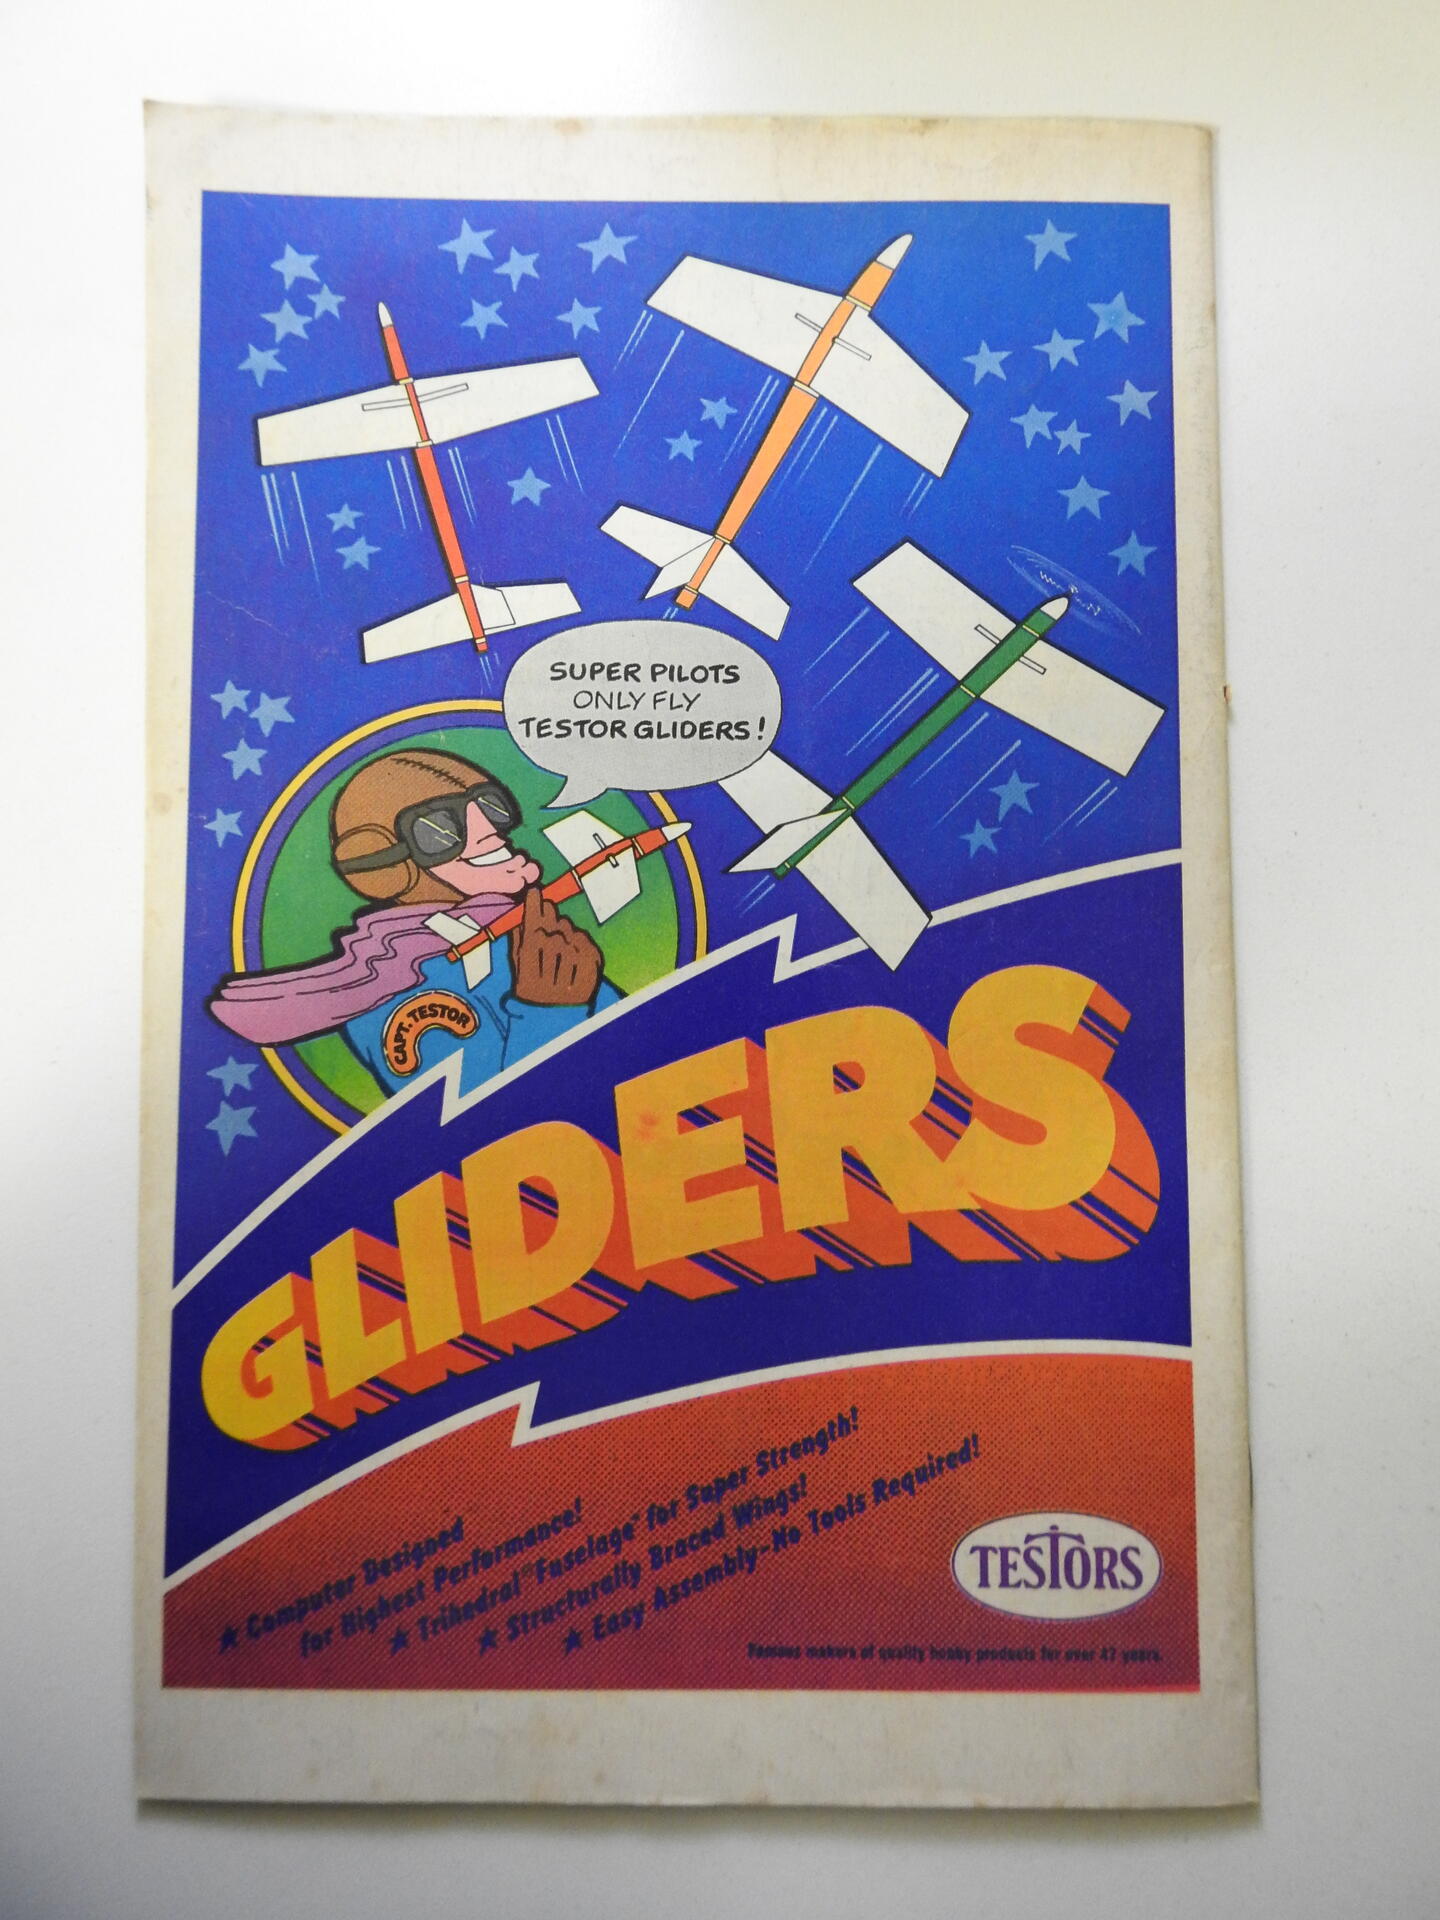 SUPER PILOTS
ONLY FLY
TESTOR GLIDERS!
CAPT. TESTOR
GLIDERS
★ Computer Designed
for Highest Performance!
★ Trihedral® Fuselage™ for Super Strength!
★ Structurally Braced Wings!
★ Easy Assembly-No Tools Required!
TESTORS
Famous makers of quality hobby products for over 47 years.